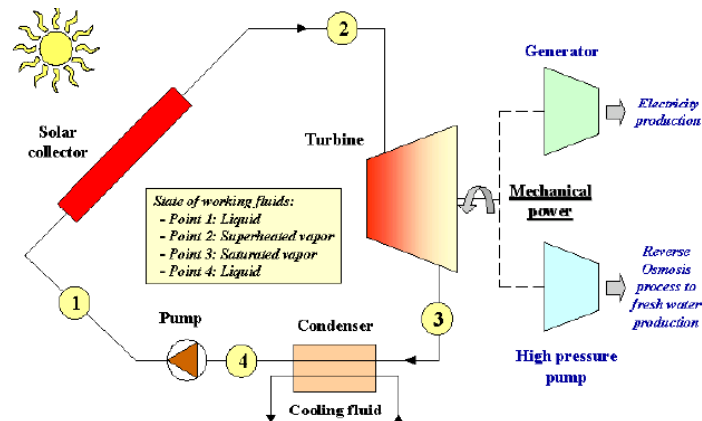 2
Generator
Electricity
production
Solar
collector
Turbine
Mechanical
power
State of working fluids:
- Point 1: Liquid
- Point 2: Superheated vapor
- Point 3: Saturated vapor
- Point 4: Liquid
Reverse
Osmosis
process to
fresh water
production
1
Pump
Condenser
3
4
High pressure
pump
Cooling fluid